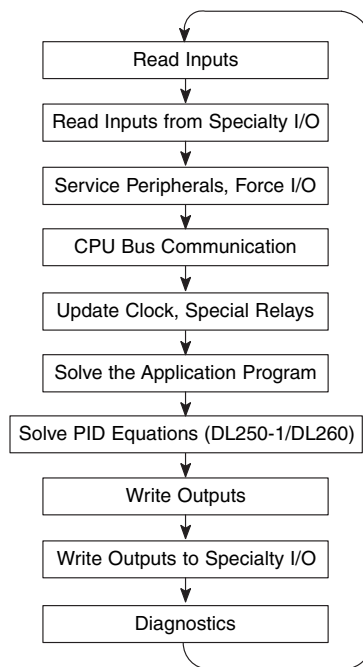 Read Inputs
Read Inputs from Specialty I/O
Service Peripherals, Force I/O
CPU Bus Communication
Update Clock, Special Relays
Solve the Application Program
Solve PID Equations (DL250-1/DL260)
Write Outputs
Write Outputs to Specialty I/O
Diagnostics